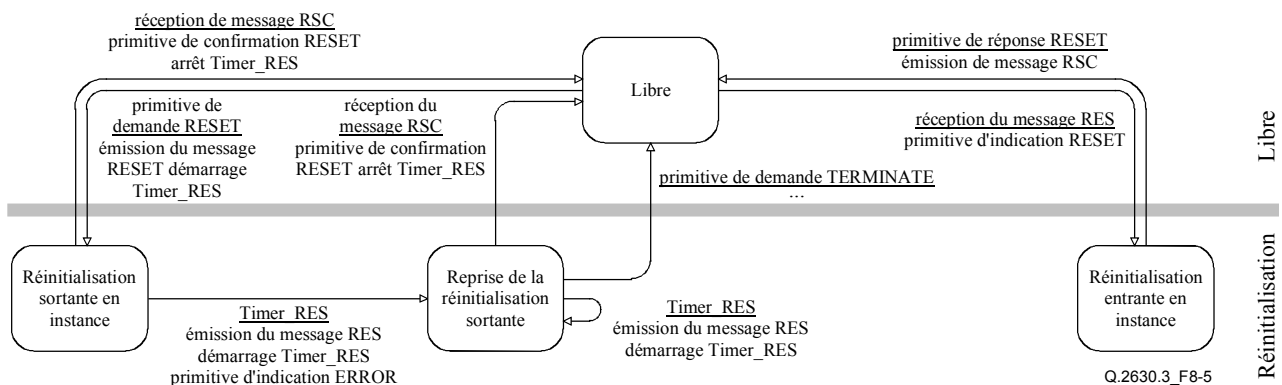 réception de message RSC
primitive de confirmation RESET
arrêt Timer_RES
primitive de
demande RESET
émission du message
RESET démarrage
Timer_RES
réception du
message RSC
primitive de confirmation
RESET arrêt Timer_RES
Libre
primitive de réponse RESET
émission de message RSC
réception du message RES
primitive d'indication RESET
primitive de demande TERMINATE
...
Libre
Réinitialisation
sortante en
instance
Reprise de la
réinitialisation
sortante
Réinitialisation
entrante en
instance
Timer_RES
émission du message RES
démarrage Timer_RES
primitive d'indication ERROR
Timer_RES
émission du message RES
démarrage Timer_RES
Réinitialisation
Q.2630.3_F8-5